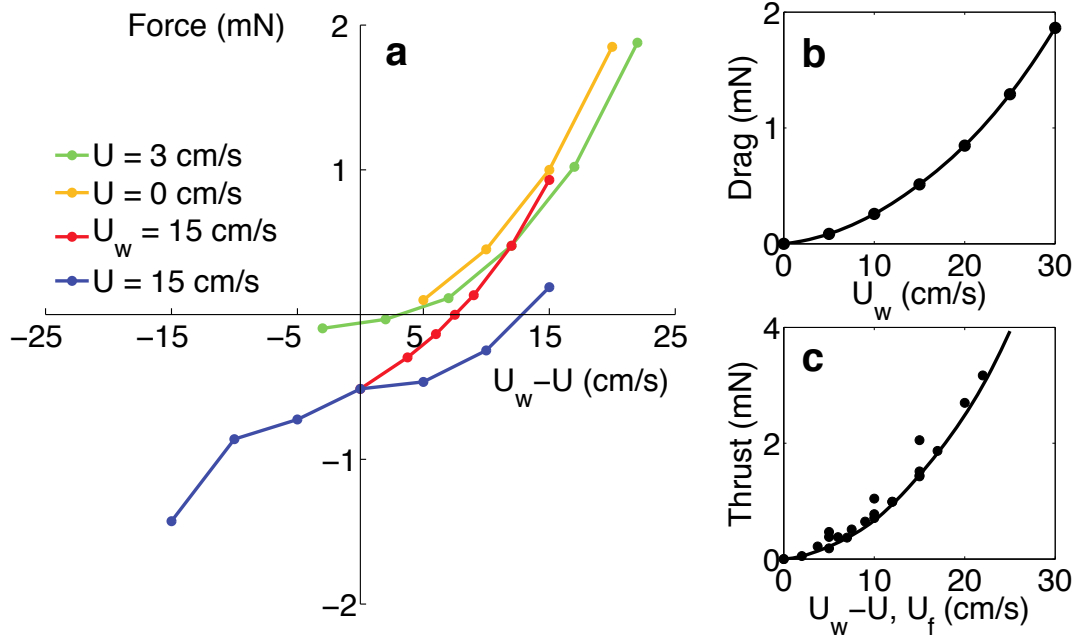 Force (mN)
a
2
1
−1
−2
−25
−15
−5
5
15
25
U = 3 cm/s
U = 0 cm/s
U_w = 15 cm/s
U = 15 cm/s
U_w−U (cm/s)
b
Drag (mN)
2
1
0
0 10 20 30
U_w (cm/s)
c
Thrust (mN)
4
2
0
0 10 20 30
U_w−U, U_f (cm/s)